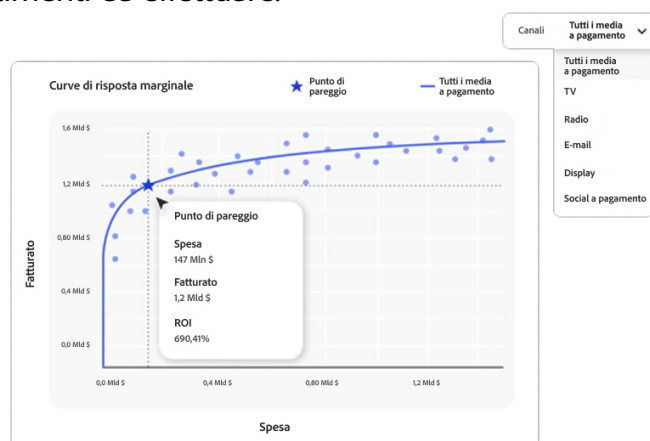 Canali
Tutti i media
a pagamento
Tutti i media
a pagamento
TV
Radio
E-mail
Display
Social a pagamento
Curve di risposta marginale
Punto di
pareggio
Tutti i media
a pagamento
1,6 Mld $
1,2 Mld $
0,80 Mld $
0,4 Mld $
0,0 Mld $
Fatturato
Punto di pareggio
Spesa
147 Mln $
Fatturato
1,2 Mld $
ROI
690,41%
0,0 Mld $
0,4 Mld $
0,80 Mld $
1,2 Mld $
Spesa